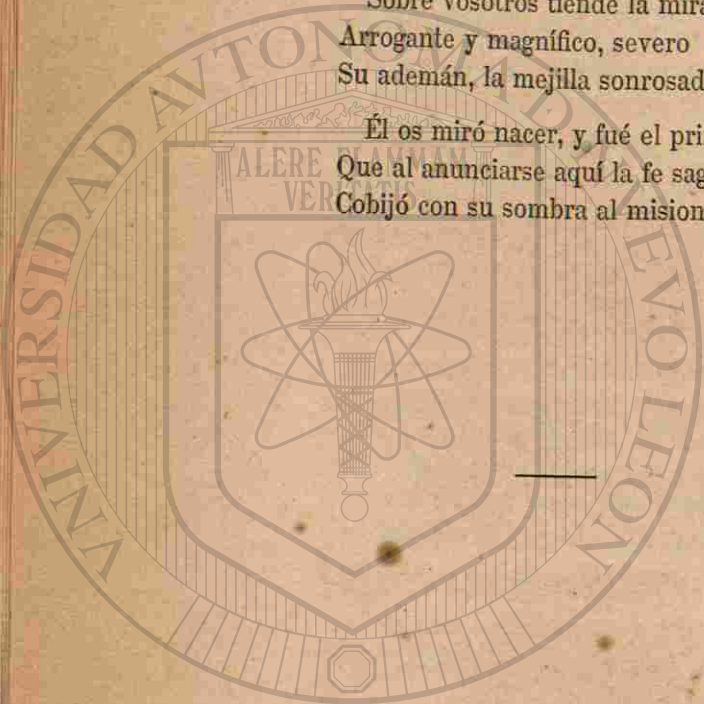 Sobre vosotros tiende la mira
Arrogante y magnífico, severo
Su ademán, la mejilla sonrosad
Él os miró nacer, y fué el pri
Que al anunciarse aquí la fe sag
Cobijó con su sombra al mision
UNIVERSIDAD AVTONOMA DE NVEVO LEON
ALERE FLAMMAM
VERITATIS